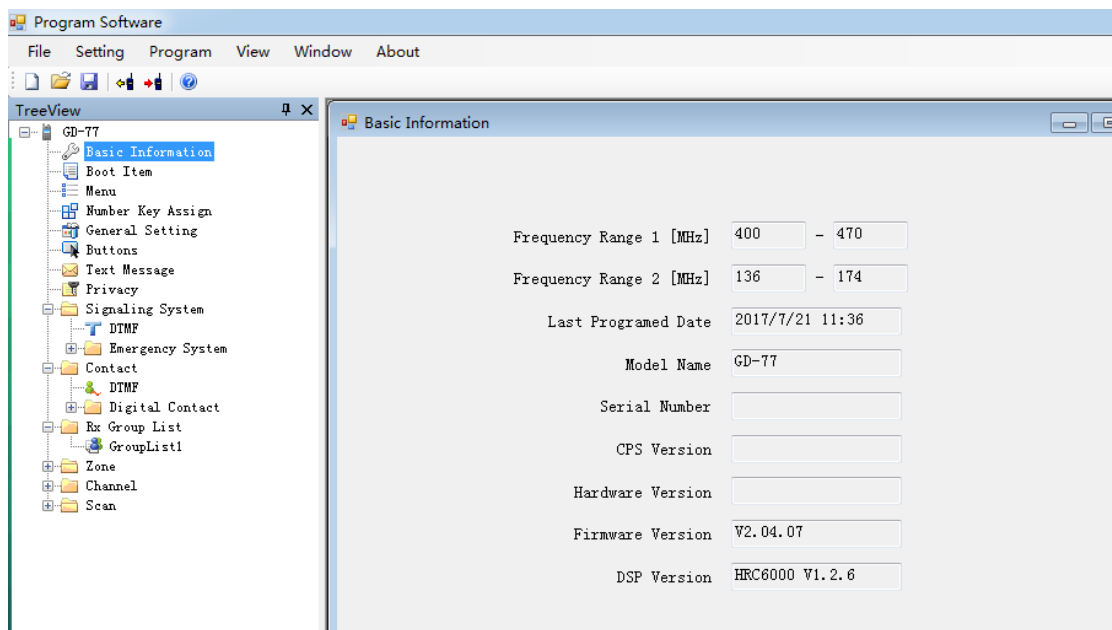 Program Software
File Setting Program View Window About
TreeView
GD-77
Basic Information
Boot Item
Menu
Number Key Assign
General Setting
Buttons
Text Message
Privacy
Signaling System
DTMF
Emergency System
Contact
DTMF
Digital Contact
Rx Group List
GroupList1
Zone
Channel
Scan
Basic Information
Frequency Range 1 [MHz] 400 - 470
Frequency Range 2 [MHz] 136 - 174
Last Programed Date 2017/7/21 11:36
Model Name GD-77
Serial Number
CPS Version
Hardware Version
Firmware Version V2.04.07
DSP Version HRC6000 V1.2.6